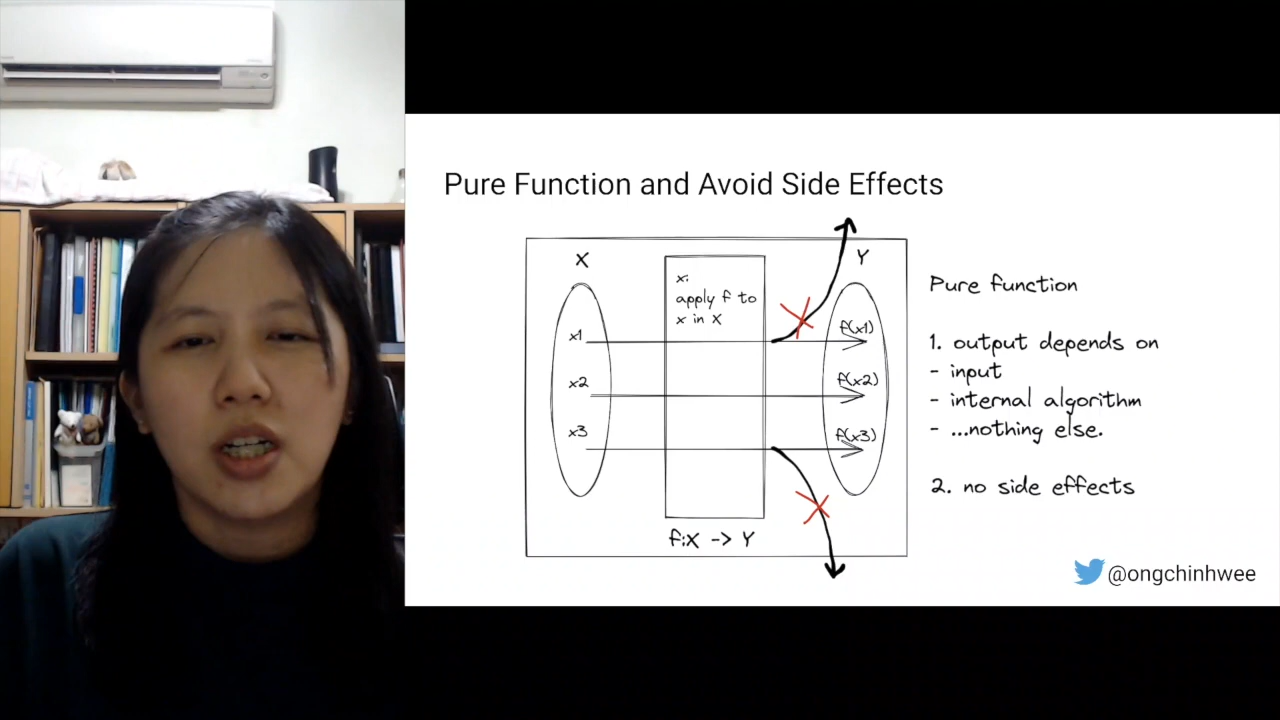 Pure Function and Avoid Side Effects
X
Y
x:
apply f to
x in X
x1
x2
x3
f(x1)
f(x2)
f(x3)
f:X -> Y
Pure function
1. output depends on
- input
- internal algorithm
- ...nothing else.
2. no side effects
@ongchinhwee